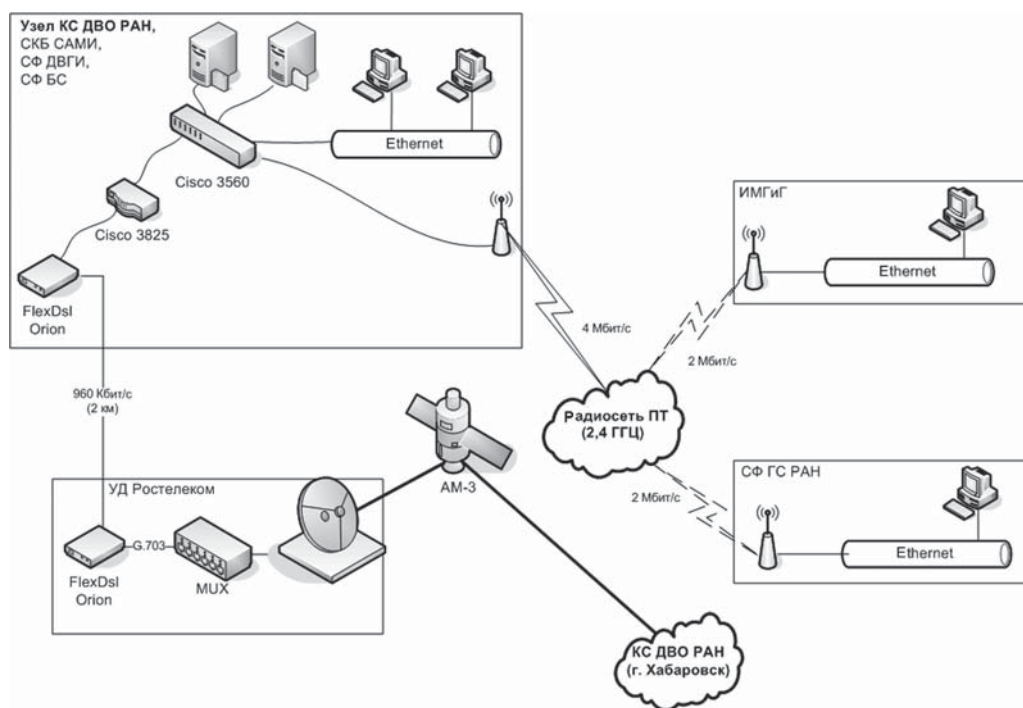 Узел КС ДВО РАН,
СКБ САМИ,
СФ ДВГИ,
СФ БС
Ethernet
Cisco 3560
Cisco 3825
FlexDsl
Orion
ИМГиГ
Ethernet
4 Мбит/с
2 Мбит/с
960 Кбит/с
(2 км)
Радиосеть ПТ
(2,4 ГГЦ)
АМ-3
СФ ГС РАН
2 Мбит/с
Ethernet
УД Ростелеком
G.703
FlexDsl
Orion
MUX
КС ДВО РАН
(г. Хабаровск)